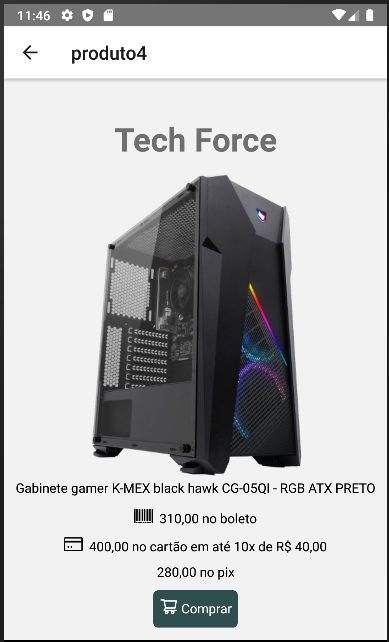 11:46
produto4
Tech Force
Gabinete gamer K-MEX black hawk CG-05QI - RGB ATX PRETO
310,00 no boleto
400,00 no cartão em até 10x de R$ 40,00
280,00 no pix
Comprar